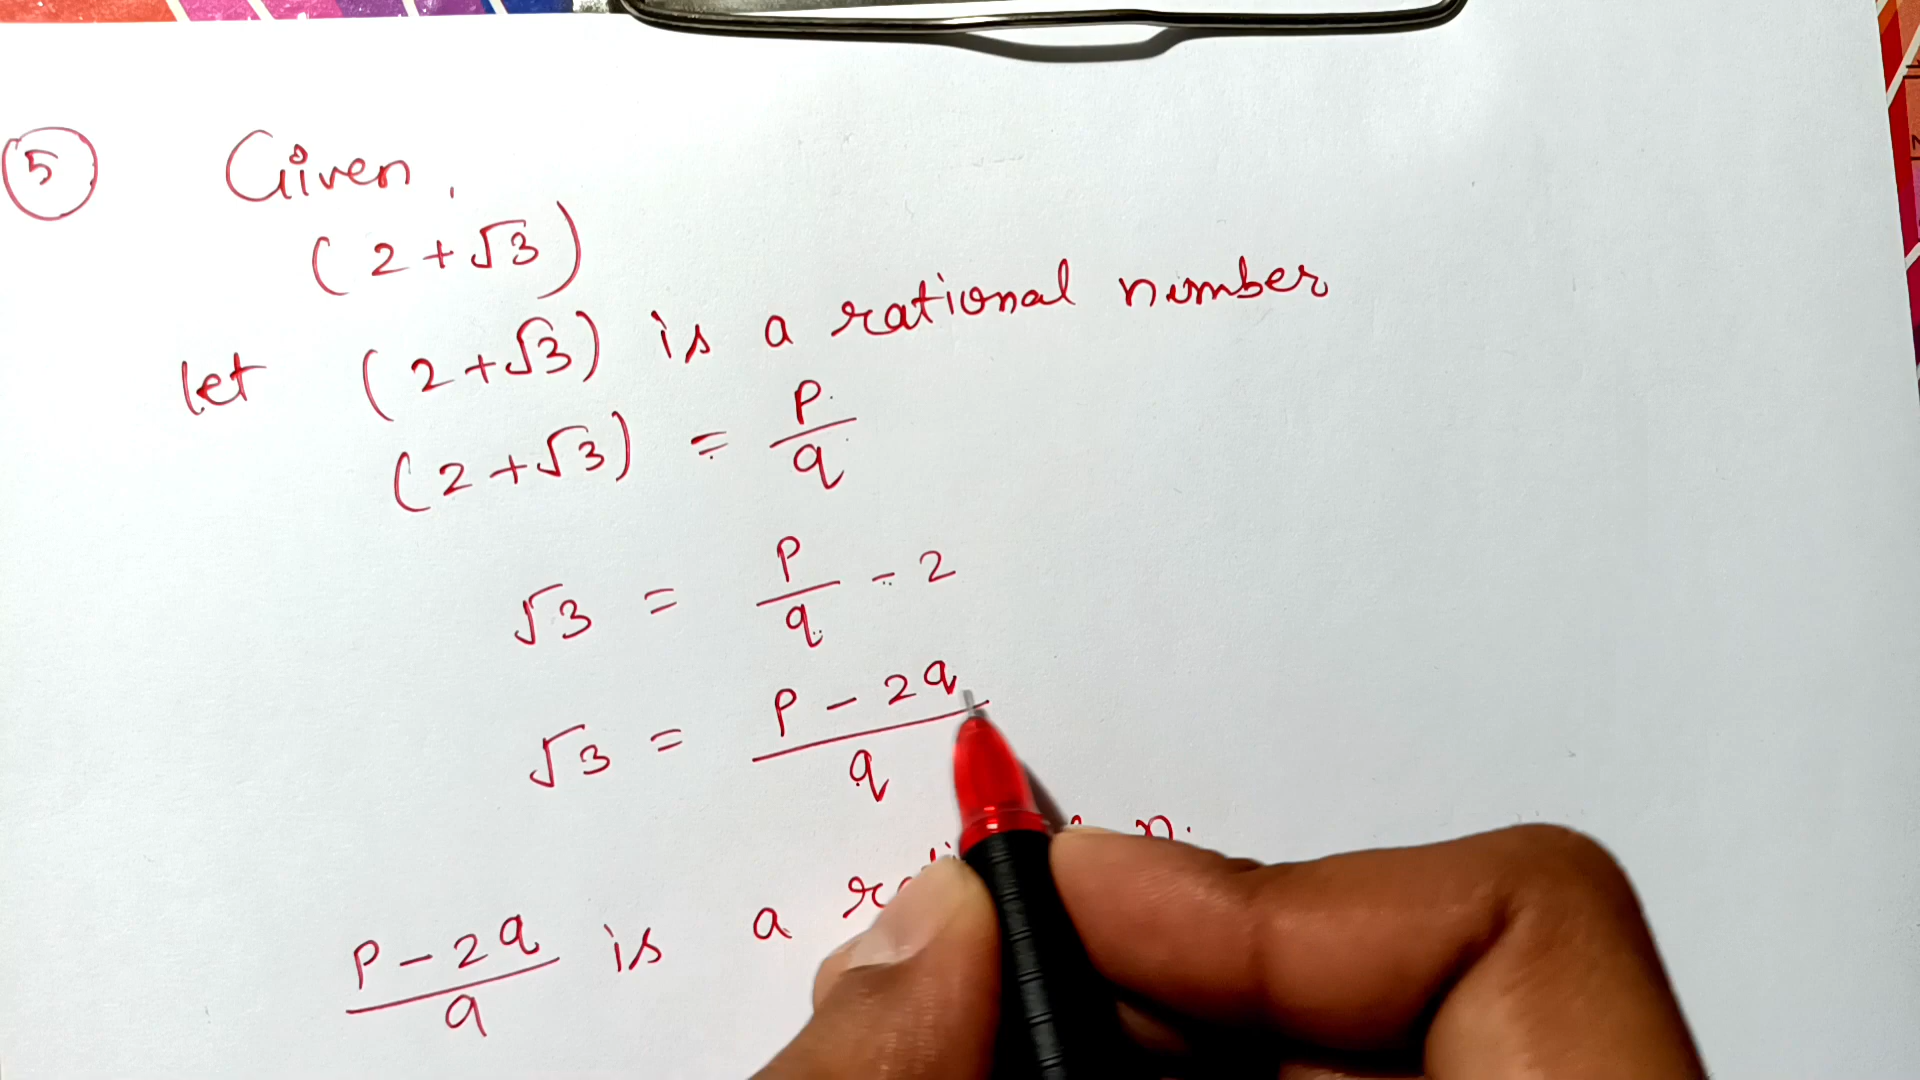 5 Given,
(2+√3)
let (2+√3) is a rational number
(2+√3) = p/q
√3 = p/q - 2
√3 = p - 2q / q
p - 2q / q is a